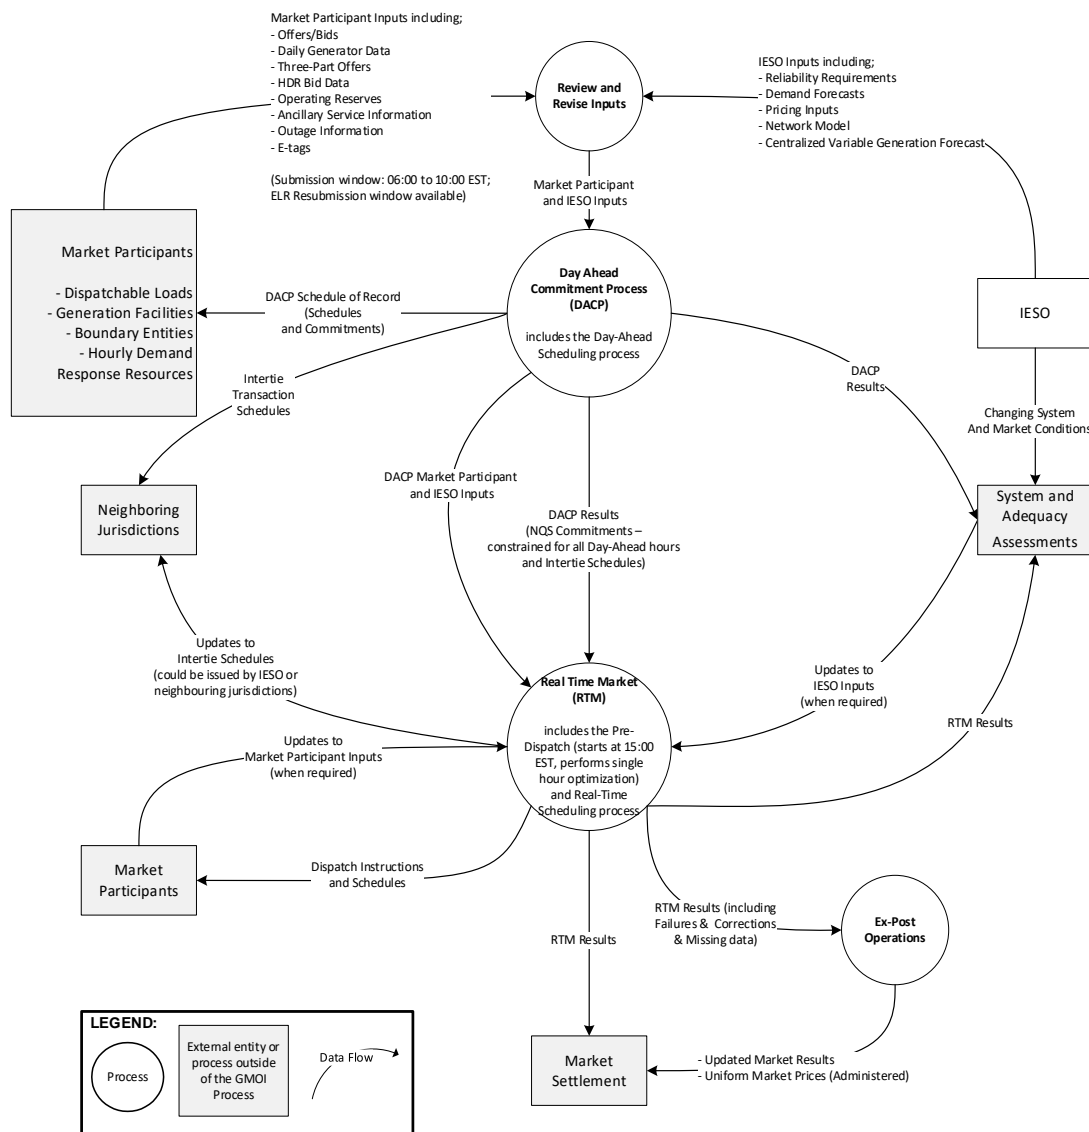 Market Participant Inputs including;
- Offers/Bids
- Daily Generator Data
- Three-Part Offers
- HDR Bid Data
- Operating Reserves
- Ancillary Service Information
- Outage Information
- E-tags
(Submission window: 06:00 to 10:00 EST;
ELR Resubmission window available)
Review and
Revise Inputs
IESO Inputs including;
- Reliability Requirements
- Demand Forecasts
- Pricing Inputs
- Network Model
- Centralized Variable Generation Forecast
Market Participant
and IESO Inputs
Market Participants
- Dispatchable Loads
- Generation Facilities
- Boundary Entities
- Hourly Demand
Response Resources
DACP Schedule of Record
(Schedules
and Commitments)
Day Ahead
Commitment Process
(DACP)
includes the Day-Ahead
Scheduling process
IESO
Intertie
Transaction
Schedules
DACP
Results
Changing System
And Market Conditions
Neighboring
Jurisdictions
DACP Market Participant
and IESO Inputs
DACP Results
(NQS Commitments –
constrained for all Day-Ahead hours
and Intertie Schedules)
System and
Adequacy
Assessments
Updates to
Intertie Schedules
(could be issued by IESO or
neighbouring jurisdictions)
Real Time Market
(RTM)
includes the Pre-
Dispatch (starts at 15:00
EST, performs single
hour optimization)
and Real-Time
Scheduling process
Updates to
IESO Inputs
(when required)
RTM Results
Updates to
Market Participant Inputs
(when required)
Market
Participants
Dispatch Instructions
and Schedules
RTM Results
RTM Results (including
Failures & Corrections
& Missing data)
Ex-Post
Operations
Market
Settlement
- Updated Market Results
- Uniform Market Prices (Administered)
LEGEND:
Process
External entity or
process outside
of the GMOI
Process
Data Flow